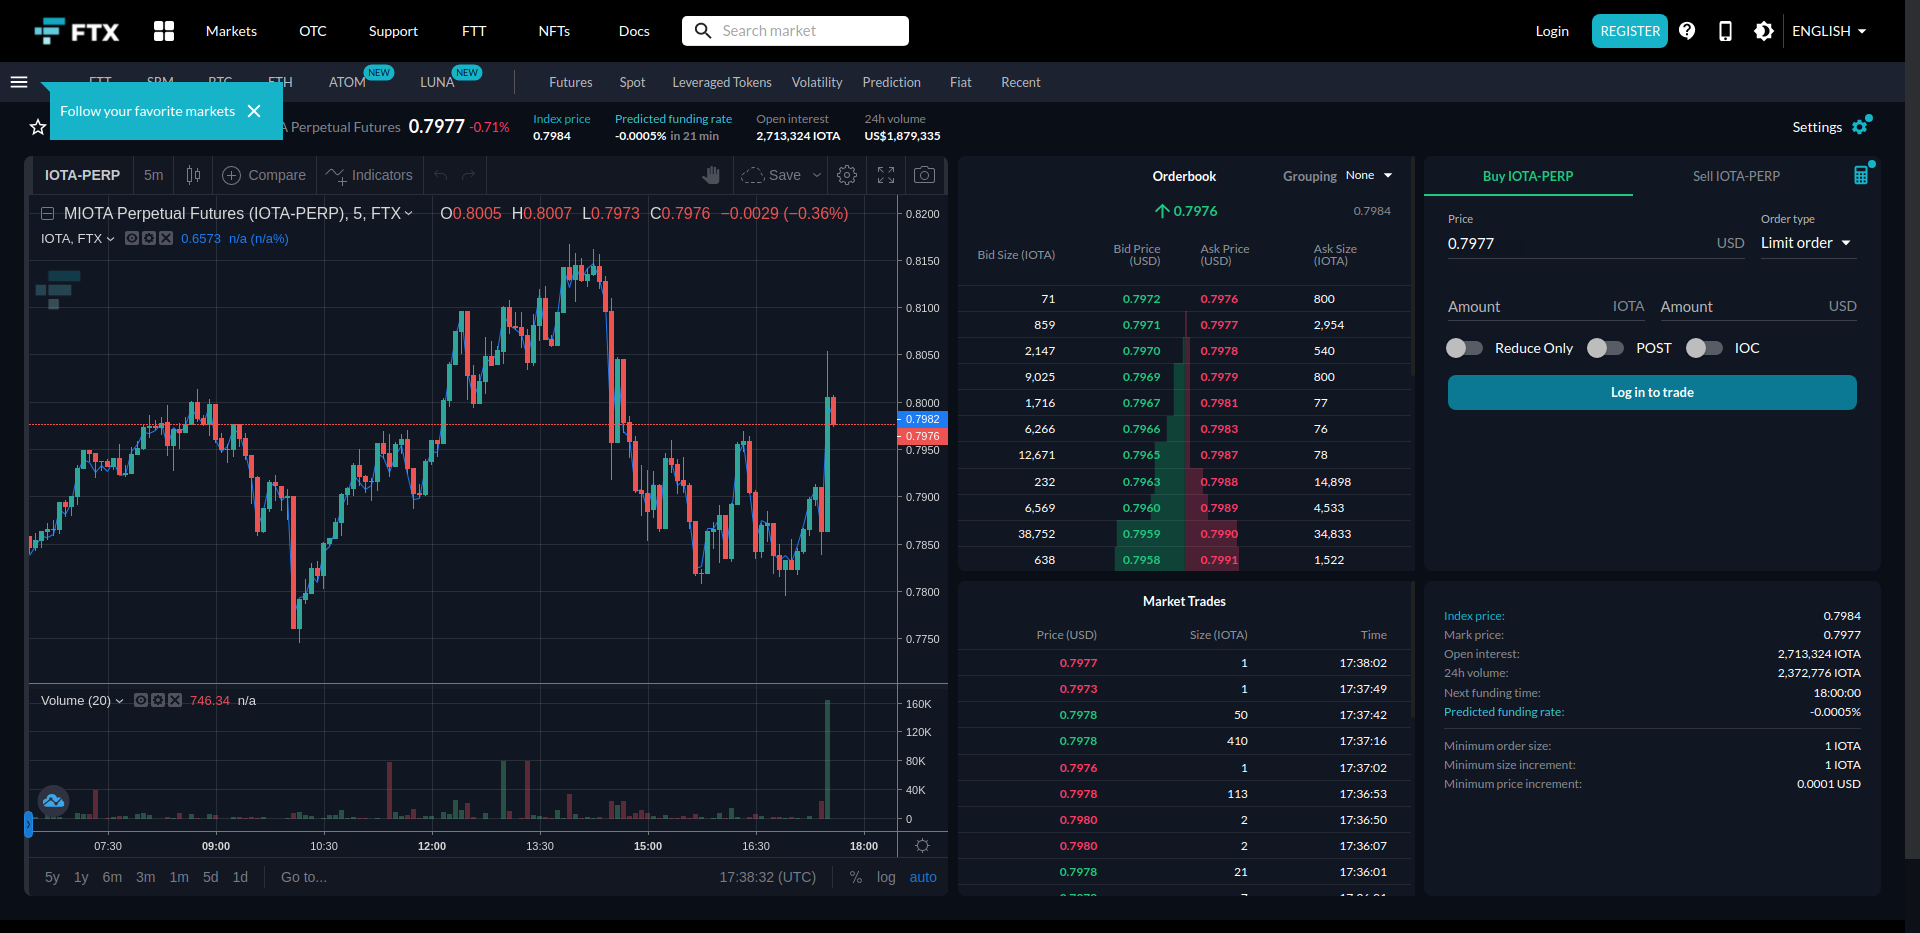 FTX
Markets
OTC
Support
FTT
NFTs
Docs
Search market
Login
REGISTER
ENGLISH
ATOM NEW
LUNA NEW
Futures
Spot
Leveraged Tokens
Volatility
Prediction
Fiat
Recent
Follow your favorite markets
Perpetual Futures 0.7977 -0.71%
Index price
0.7984
Predicted funding rate
-0.0005% in 21 min
Open interest
2,713,324 IOTA
24h volume
US$1,879,335
Settings
IOTA-PERP 5m Compare Indicators Save
MIOTA Perpetual Futures (IOTA-PERP), 5, FTX O0.8005 H0.8007 L0.7973 C0.7976 −0.0029 (−0.36%)
IOTA, FTX 0.6573 n/a (n/a%)
0.8200
0.8150
0.8100
0.8050
0.8000
0.7982
0.7976
0.7950
0.7900
0.7850
0.7800
0.7750
Volume (20) 746.34 n/a
160K
120K
80K
40K
0
07:30 09:00 10:30 12:00 13:30 15:00 16:30 18:00
5y 1y 6m 3m 1m 5d 1d Go to... 17:38:32 (UTC) % log auto
Orderbook Grouping None
0.7976 0.7984
Bid Size (IOTA) Bid Price (USD) Ask Price (USD) Ask Size (IOTA)
71 0.7972 0.7976 800
859 0.7971 0.7977 2,954
2,147 0.7970 0.7978 540
9,025 0.7969 0.7979 800
1,716 0.7967 0.7981 77
6,266 0.7966 0.7983 76
12,671 0.7965 0.7987 78
232 0.7963 0.7988 14,898
6,569 0.7960 0.7989 4,533
38,752 0.7959 0.7990 34,833
638 0.7958 0.7991 1,522
Market Trades
Price (USD) Size (IOTA) Time
0.7977 1 17:38:02
0.7973 1 17:37:49
0.7978 50 17:37:42
0.7978 410 17:37:16
0.7976 1 17:37:02
0.7978 113 17:36:53
0.7980 2 17:36:50
0.7980 2 17:36:07
0.7978 21 17:36:01
Buy IOTA-PERP Sell IOTA-PERP
Price Order type
0.7977 USD Limit order
Amount IOTA Amount USD
Reduce Only POST IOC
Log in to trade
Index price: 0.7984
Mark price: 0.7977
Open interest: 2,713,324 IOTA
24h volume: 2,372,776 IOTA
Next funding time: 18:00:00
Predicted funding rate: -0.0005%
Minimum order size: 1 IOTA
Minimum size increment: 1 IOTA
Minimum price increment: 0.0001 USD